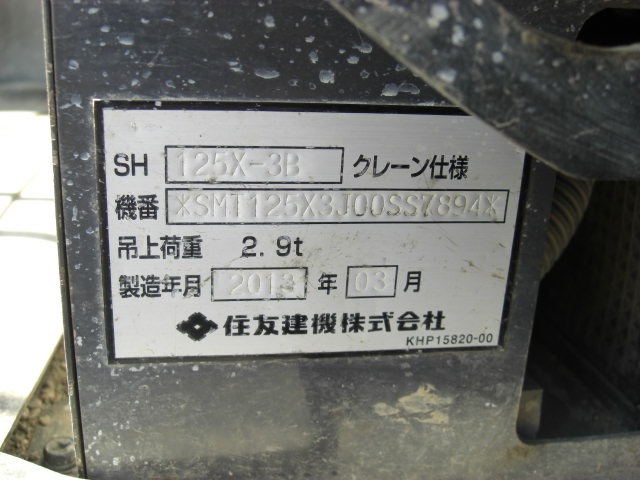 SH 125X-3B クレーン仕様
機番 *SMT125X3J00SS7894*
吊上荷重 2.9t
製造年月 2013 年 03 月
住友建機株式会社
KHP15820-00